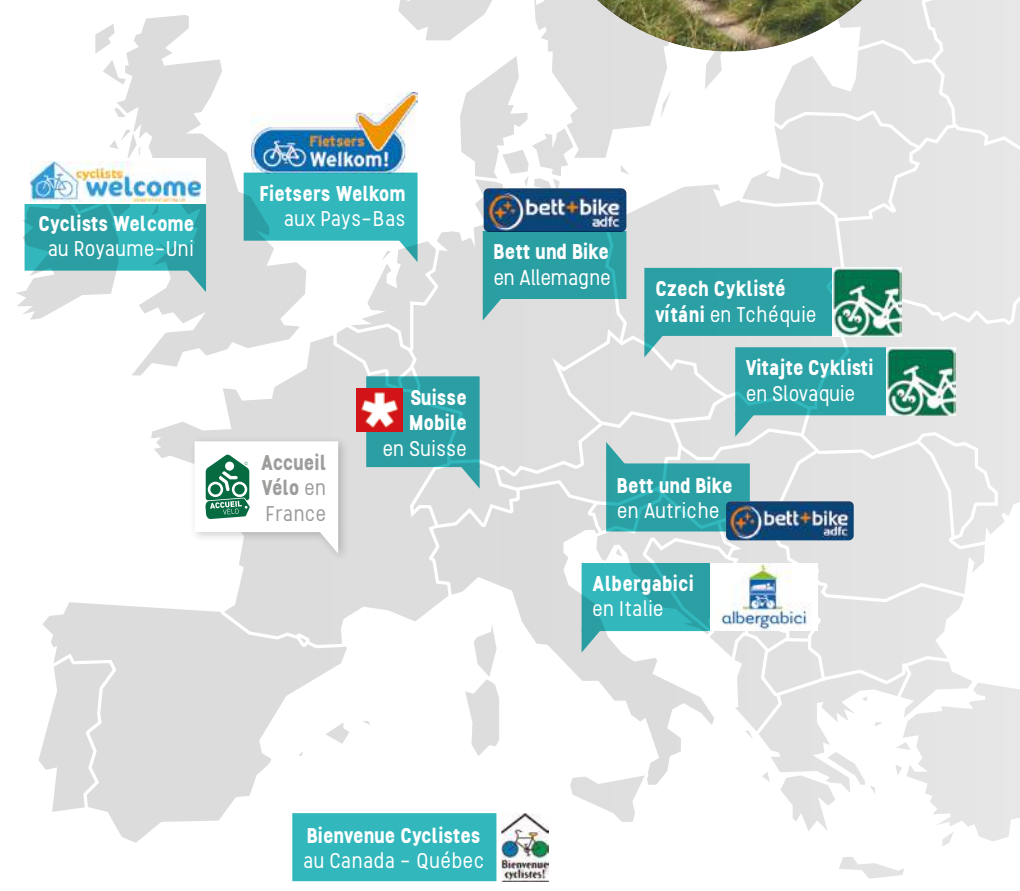 Fietsers
Welkom!
Fietsers Welkom
aux Pays-Bas
cyclists
welcome
Cyclists Welcome
au Royaume-Uni
bett+bike
adfc
Bett und Bike
en Allemagne
Czech Cyklisté
vítáni en Tchéquie
Vitajte Cyklisti
en Slovaquie
Suisse
Mobile
en Suisse
Accueil
Vélo en
France
ACCUEIL
VÉLO
Bett und Bike
en Autriche
bett+bike
adfc
Albergabici
en Italie
albergabici
Bienvenue Cyclistes
au Canada - Québec
Bienvenue
cyclistes!